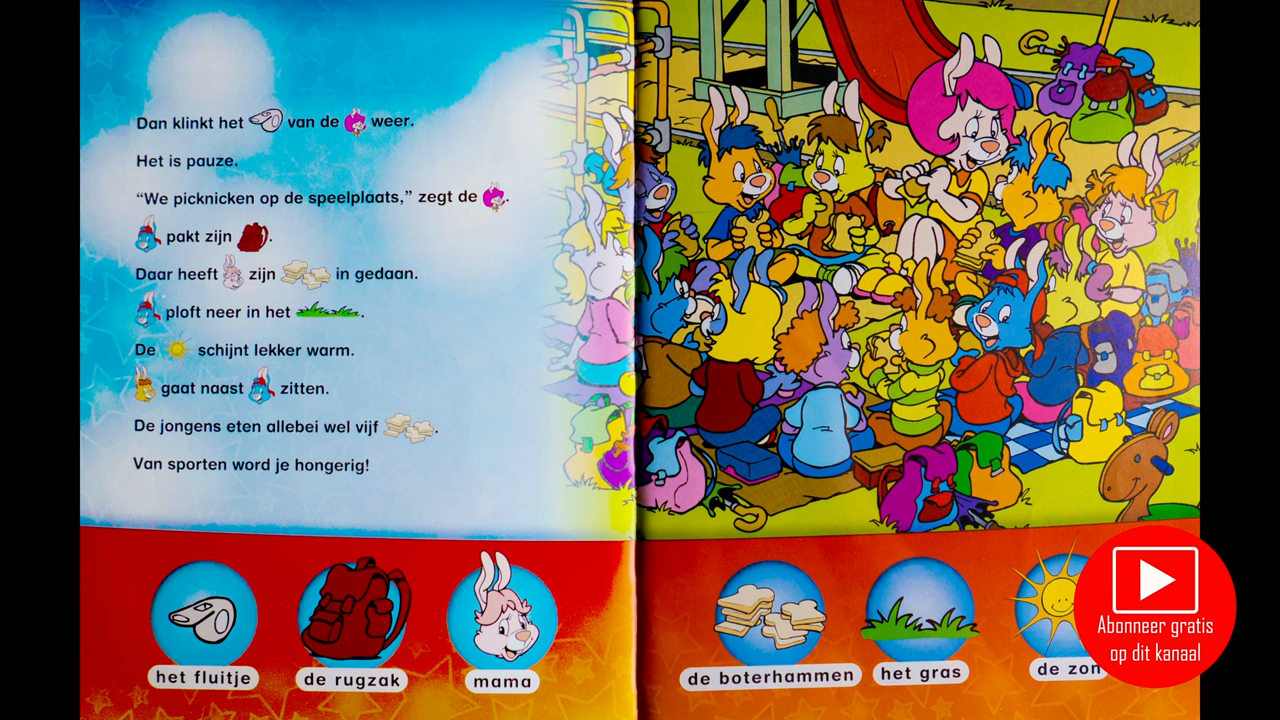 Dan klinkt het van de weer.
Het is pauze.
“We picknicken op de speelplaats,” zegt de .
pakt zijn .
Daar heeft zijn in gedaan.
ploft neer in het .
De schijnt lekker warm.
gaat naast zitten.
De jongens eten allebei wel vijf .
Van sporten word je hongerig!
het fluitje
de rugzak
mama
de boterhammen
het gras
de zon
Abonneer gratis
op dit kanaal